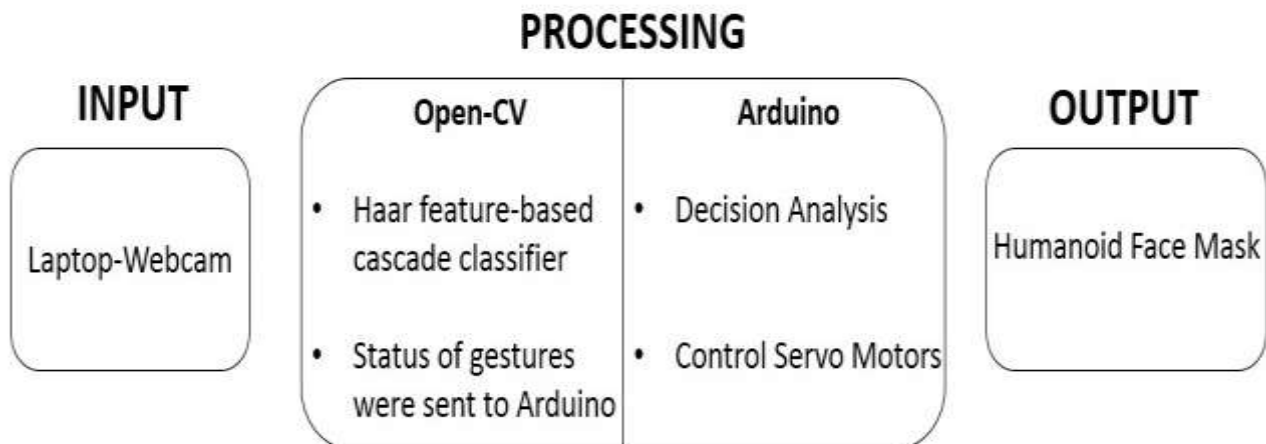 PROCESSING
INPUT
Laptop-Webcam
Open-CV
• Haar feature-based
cascade classifier
• Status of gestures
were sent to Arduino
Arduino
• Decision Analysis
• Control Servo Motors
OUTPUT
Humanoid Face Mask